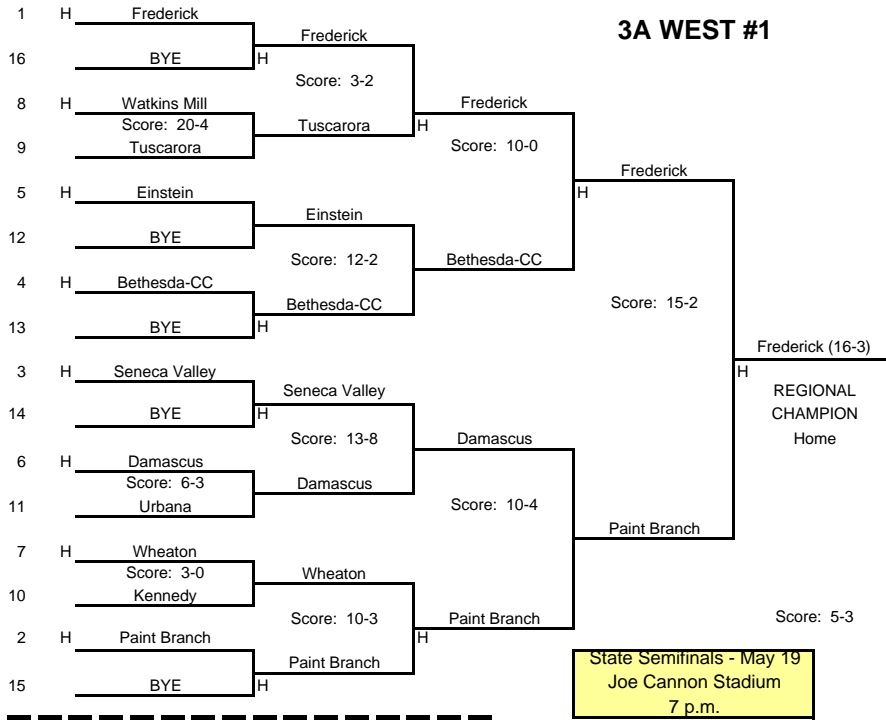 3A WEST #1
1 H Frederick
Frederick
16 BYE H
Score: 3-2
8 H Watkins Mill
Frederick
Score: 20-4
Tuscarora H
9 Tuscarora
Score: 10-0
Frederick
5 H Einstein
H
Einstein
12 BYE
Score: 12-2
Bethesda-CC
4 H Bethesda-CC
Bethesda-CC
Score: 15-2
13 BYE H
Frederick (16-3)
3 H Seneca Valley
H
Seneca Valley
REGIONAL
14 BYE H
CHAMPION
Score: 13-8
Damascus
Home
6 H Damascus
Score: 6-3
Damascus
11 Urbana
Score: 10-4
Paint Branch
7 H Wheaton
Score: 3-0
Wheaton
10 Kennedy
Score: 10-3
Paint Branch
Score: 5-3
2 H Paint Branch
H
Paint Branch
15 BYE H
State Semifinals - May 19
Joe Cannon Stadium
7 p.m.